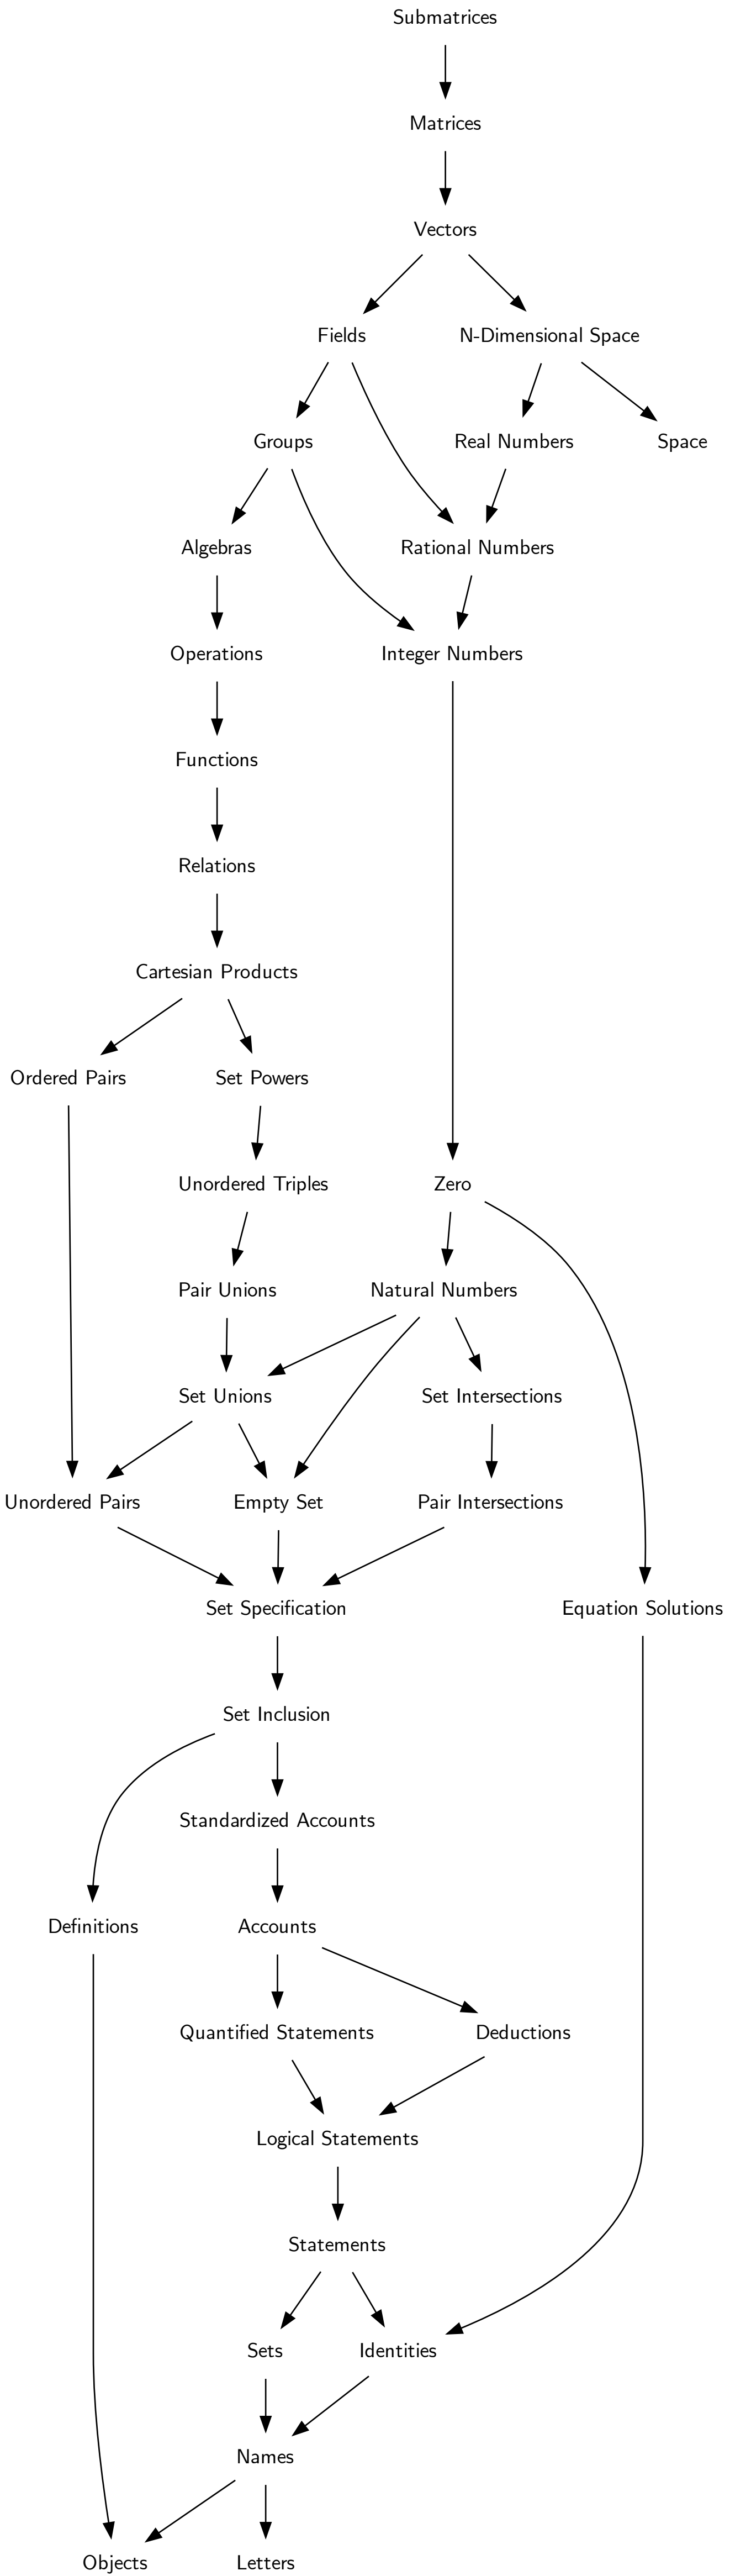 Submatrices
Matrices
Vectors
Fields
N-Dimensional Space
Groups
Real Numbers
Space
Algebras
Rational Numbers
Operations
Integer Numbers
Functions
Relations
Cartesian Products
Ordered Pairs
Set Powers
Unordered Triples
Zero
Pair Unions
Natural Numbers
Set Unions
Set Intersections
Unordered Pairs
Empty Set
Pair Intersections
Set Specification
Equation Solutions
Set Inclusion
Standardized Accounts
Definitions
Accounts
Quantified Statements
Deductions
Logical Statements
Statements
Sets
Identities
Names
Objects
Letters